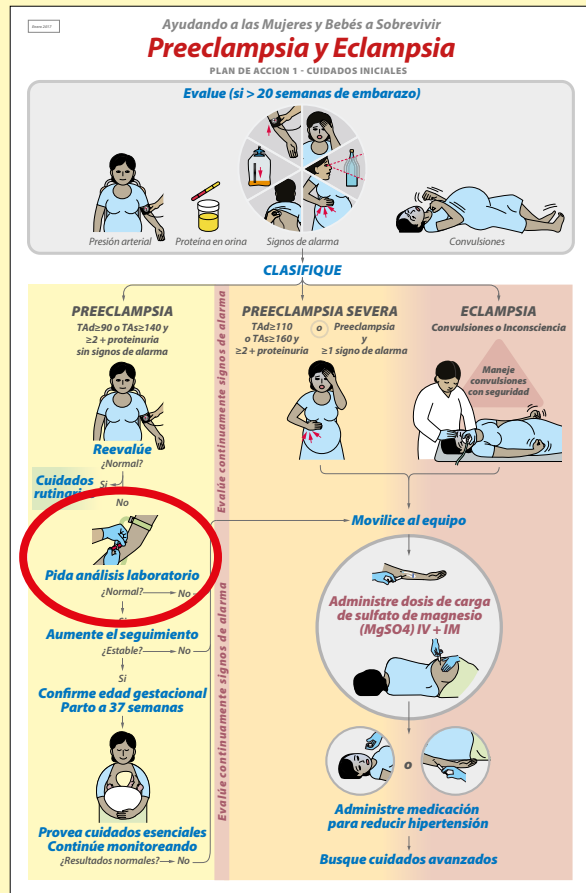 Enero 2017
Ayudando a las Mujeres y Bebés a Sobrevivir
Preeclampsia y Eclampsia
PLAN DE ACCION 1 - CUIDADOS INICIALES
Evalue (si > 20 semanas de embarazo)
Presión arterial
Proteína en orina
Signos de alarma
Convulsiones
CLASIFIQUE
PREECLAMPSIA
TAd≥90 o TAs≥140 y
≥2 + proteinuria
sin signos de alarma
Reevalúe
¿Normal?
Si
Cuidados
No
Pida análisis laboratorio
¿Normal?
No
Aumente el seguimiento
¿Estable?
No
Si
Confirme edad gestacional
Parto a 37 semanas
Provea cuidados esenciales
Continúe monitoreando
¿Resultados normales?
No
Evalúe continuamente signos de alarma
Evalúe continuamente signos de alarma
PREECLAMPSIA SEVERA
TAd≥110
o TAs≥160 y
≥2 + proteinuria
o
Preeclampsia
y
≥1 signo de alarma
ECLAMPSIA
Convulsiones o Inconsciencia
Maneje
convulsiones
con seguridad
Movilice al equipo
Administre dosis de carga
de sulfato de magnesio
(MgSO4) IV + IM
o
Administre medicación
para reducir hipertensión
Busque cuidados avanzados